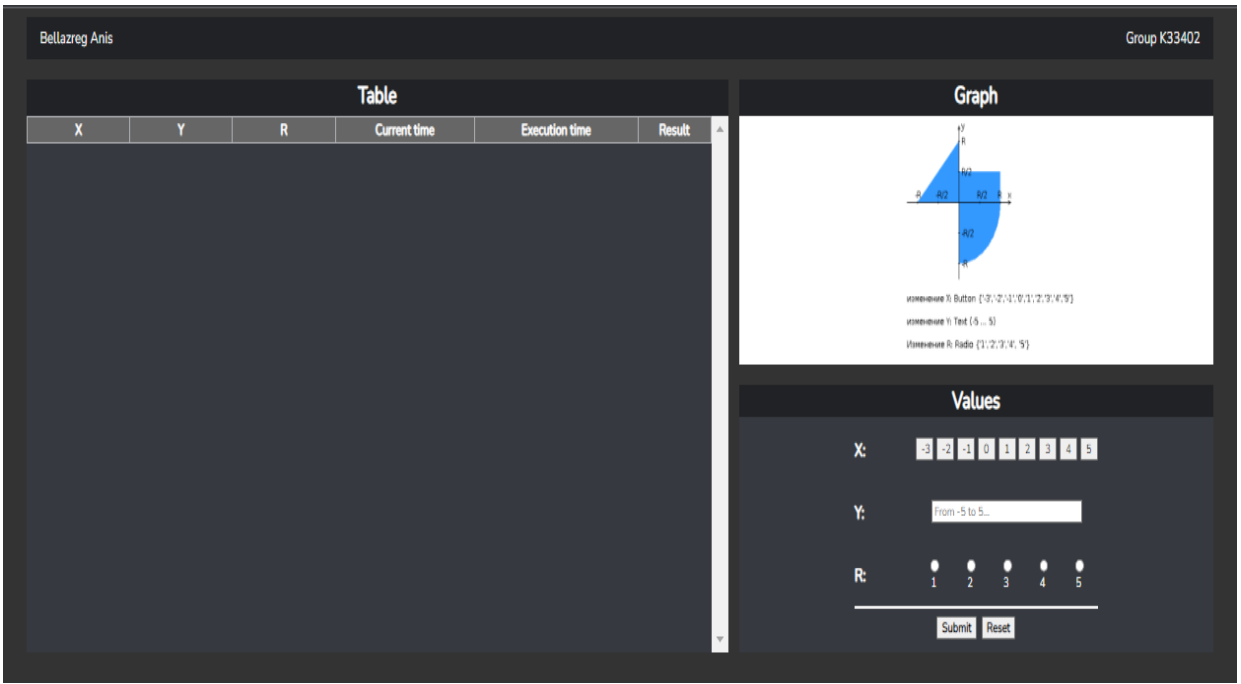 Bellazreg Anis
Group K33402
Table
X Y R Current time Execution time Result
Graph
y
R
R/2
-R -R/2 R/2 R x
-R/2
-R
изменение X: Button {'-3','-2','-1','0','1','2','3','4','5'}
изменение Y: Text (-5 ... 5)
Изменение R: Radio {'1','2','3','4', '5'}
Values
X: -3 -2 -1 0 1 2 3 4 5
Y: From -5 to 5...
R: 1 2 3 4 5
Submit Reset